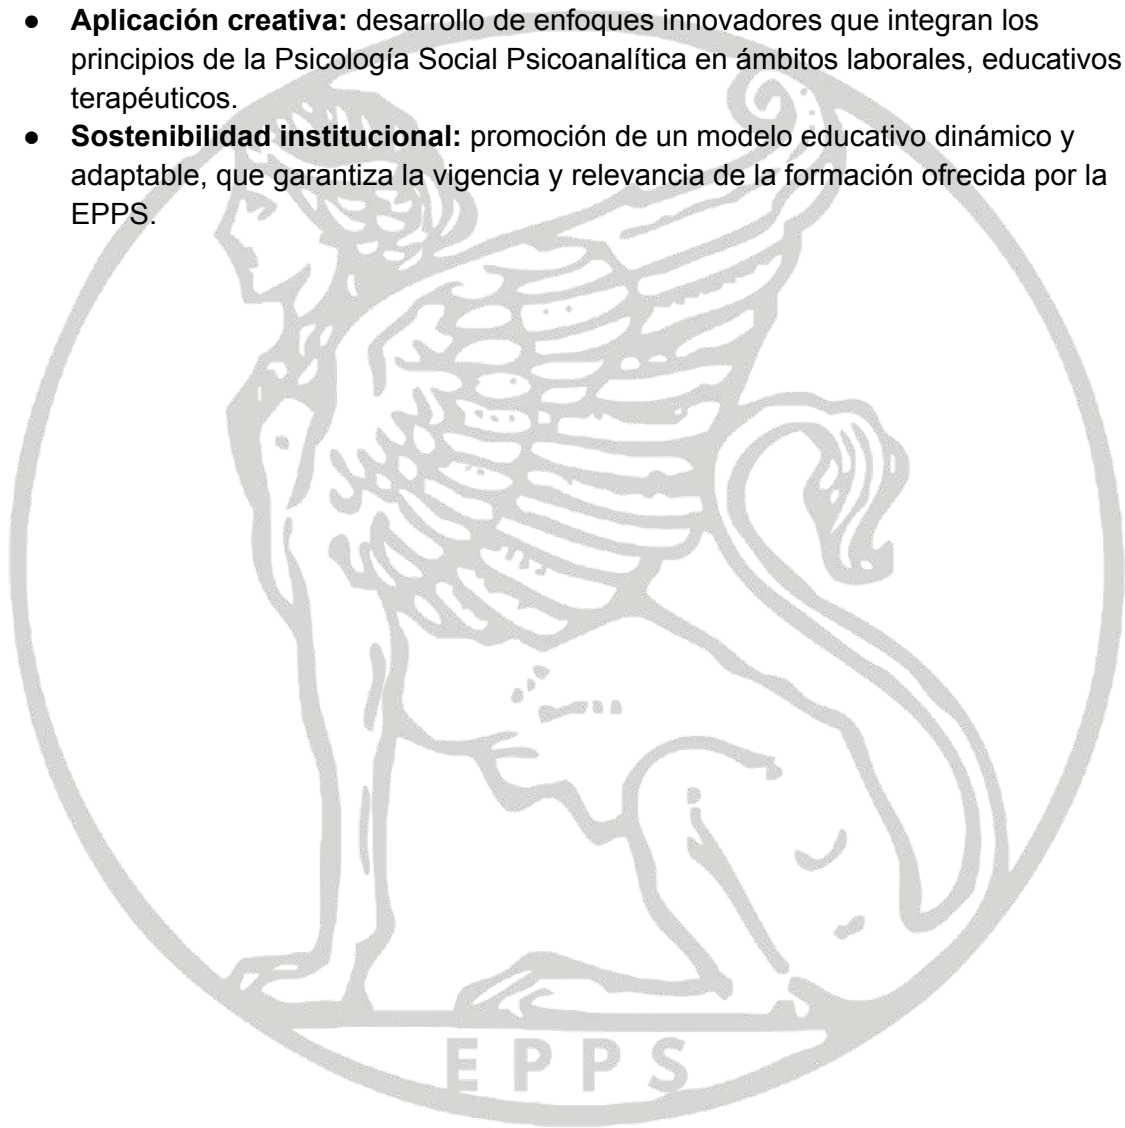 ● Aplicación creativa: desarrollo de enfoques innovadores que integran los
principios de la Psicología Social Psicoanalítica en ámbitos laborales, educativos
terapéuticos.
● Sostenibilidad institucional: promoción de un modelo educativo dinámico y
adaptable, que garantiza la vigencia y relevancia de la formación ofrecida por la
EPPS.
EPPS